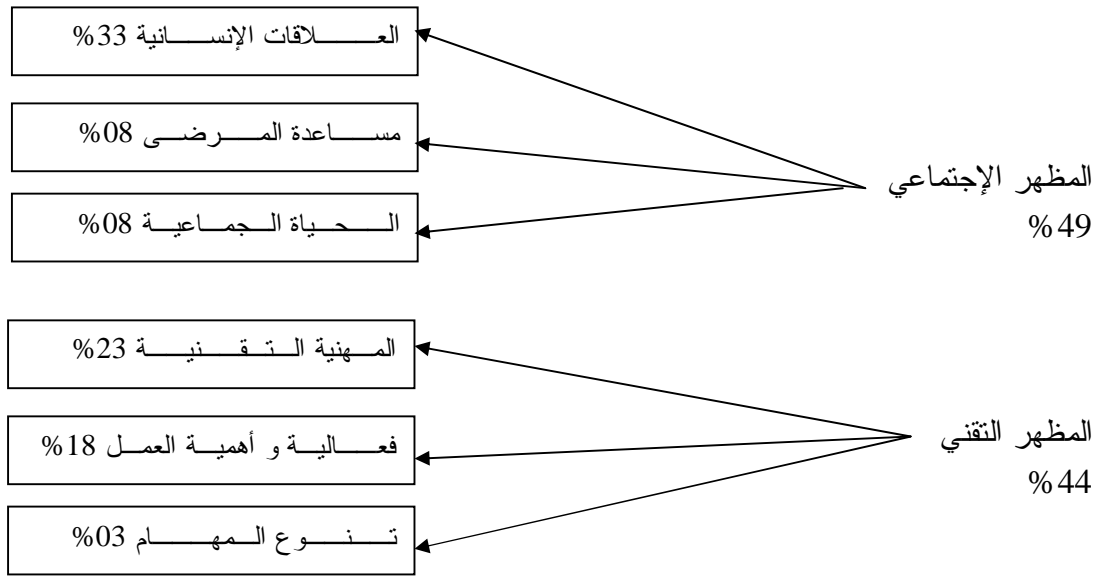 المظهر الإجتماعي
49 %
العلاقات الإنسانية 33%
مساعدة المرضى 08%
الحياة الجماعية 08%
المظهر التقني
44 %
المهنية التقنية 23%
فعالية و أهمية العمل 18%
تنوع المهام 03%